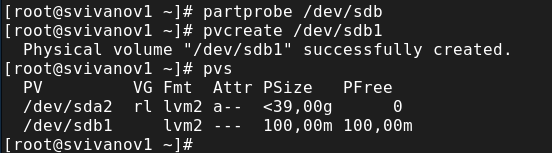 [root@svivanov1 ~]# partprobe /dev/sdb
[root@svivanov1 ~]# pvcreate /dev/sdb1
  Physical volume "/dev/sdb1" successfully created.
[root@svivanov1 ~]# pvs
  PV         VG Fmt  Attr PSize   PFree
  /dev/sda2  rl lvm2 a--  <39,00g      0
  /dev/sdb1     lvm2 ---  100,00m 100,00m
[root@svivanov1 ~]#